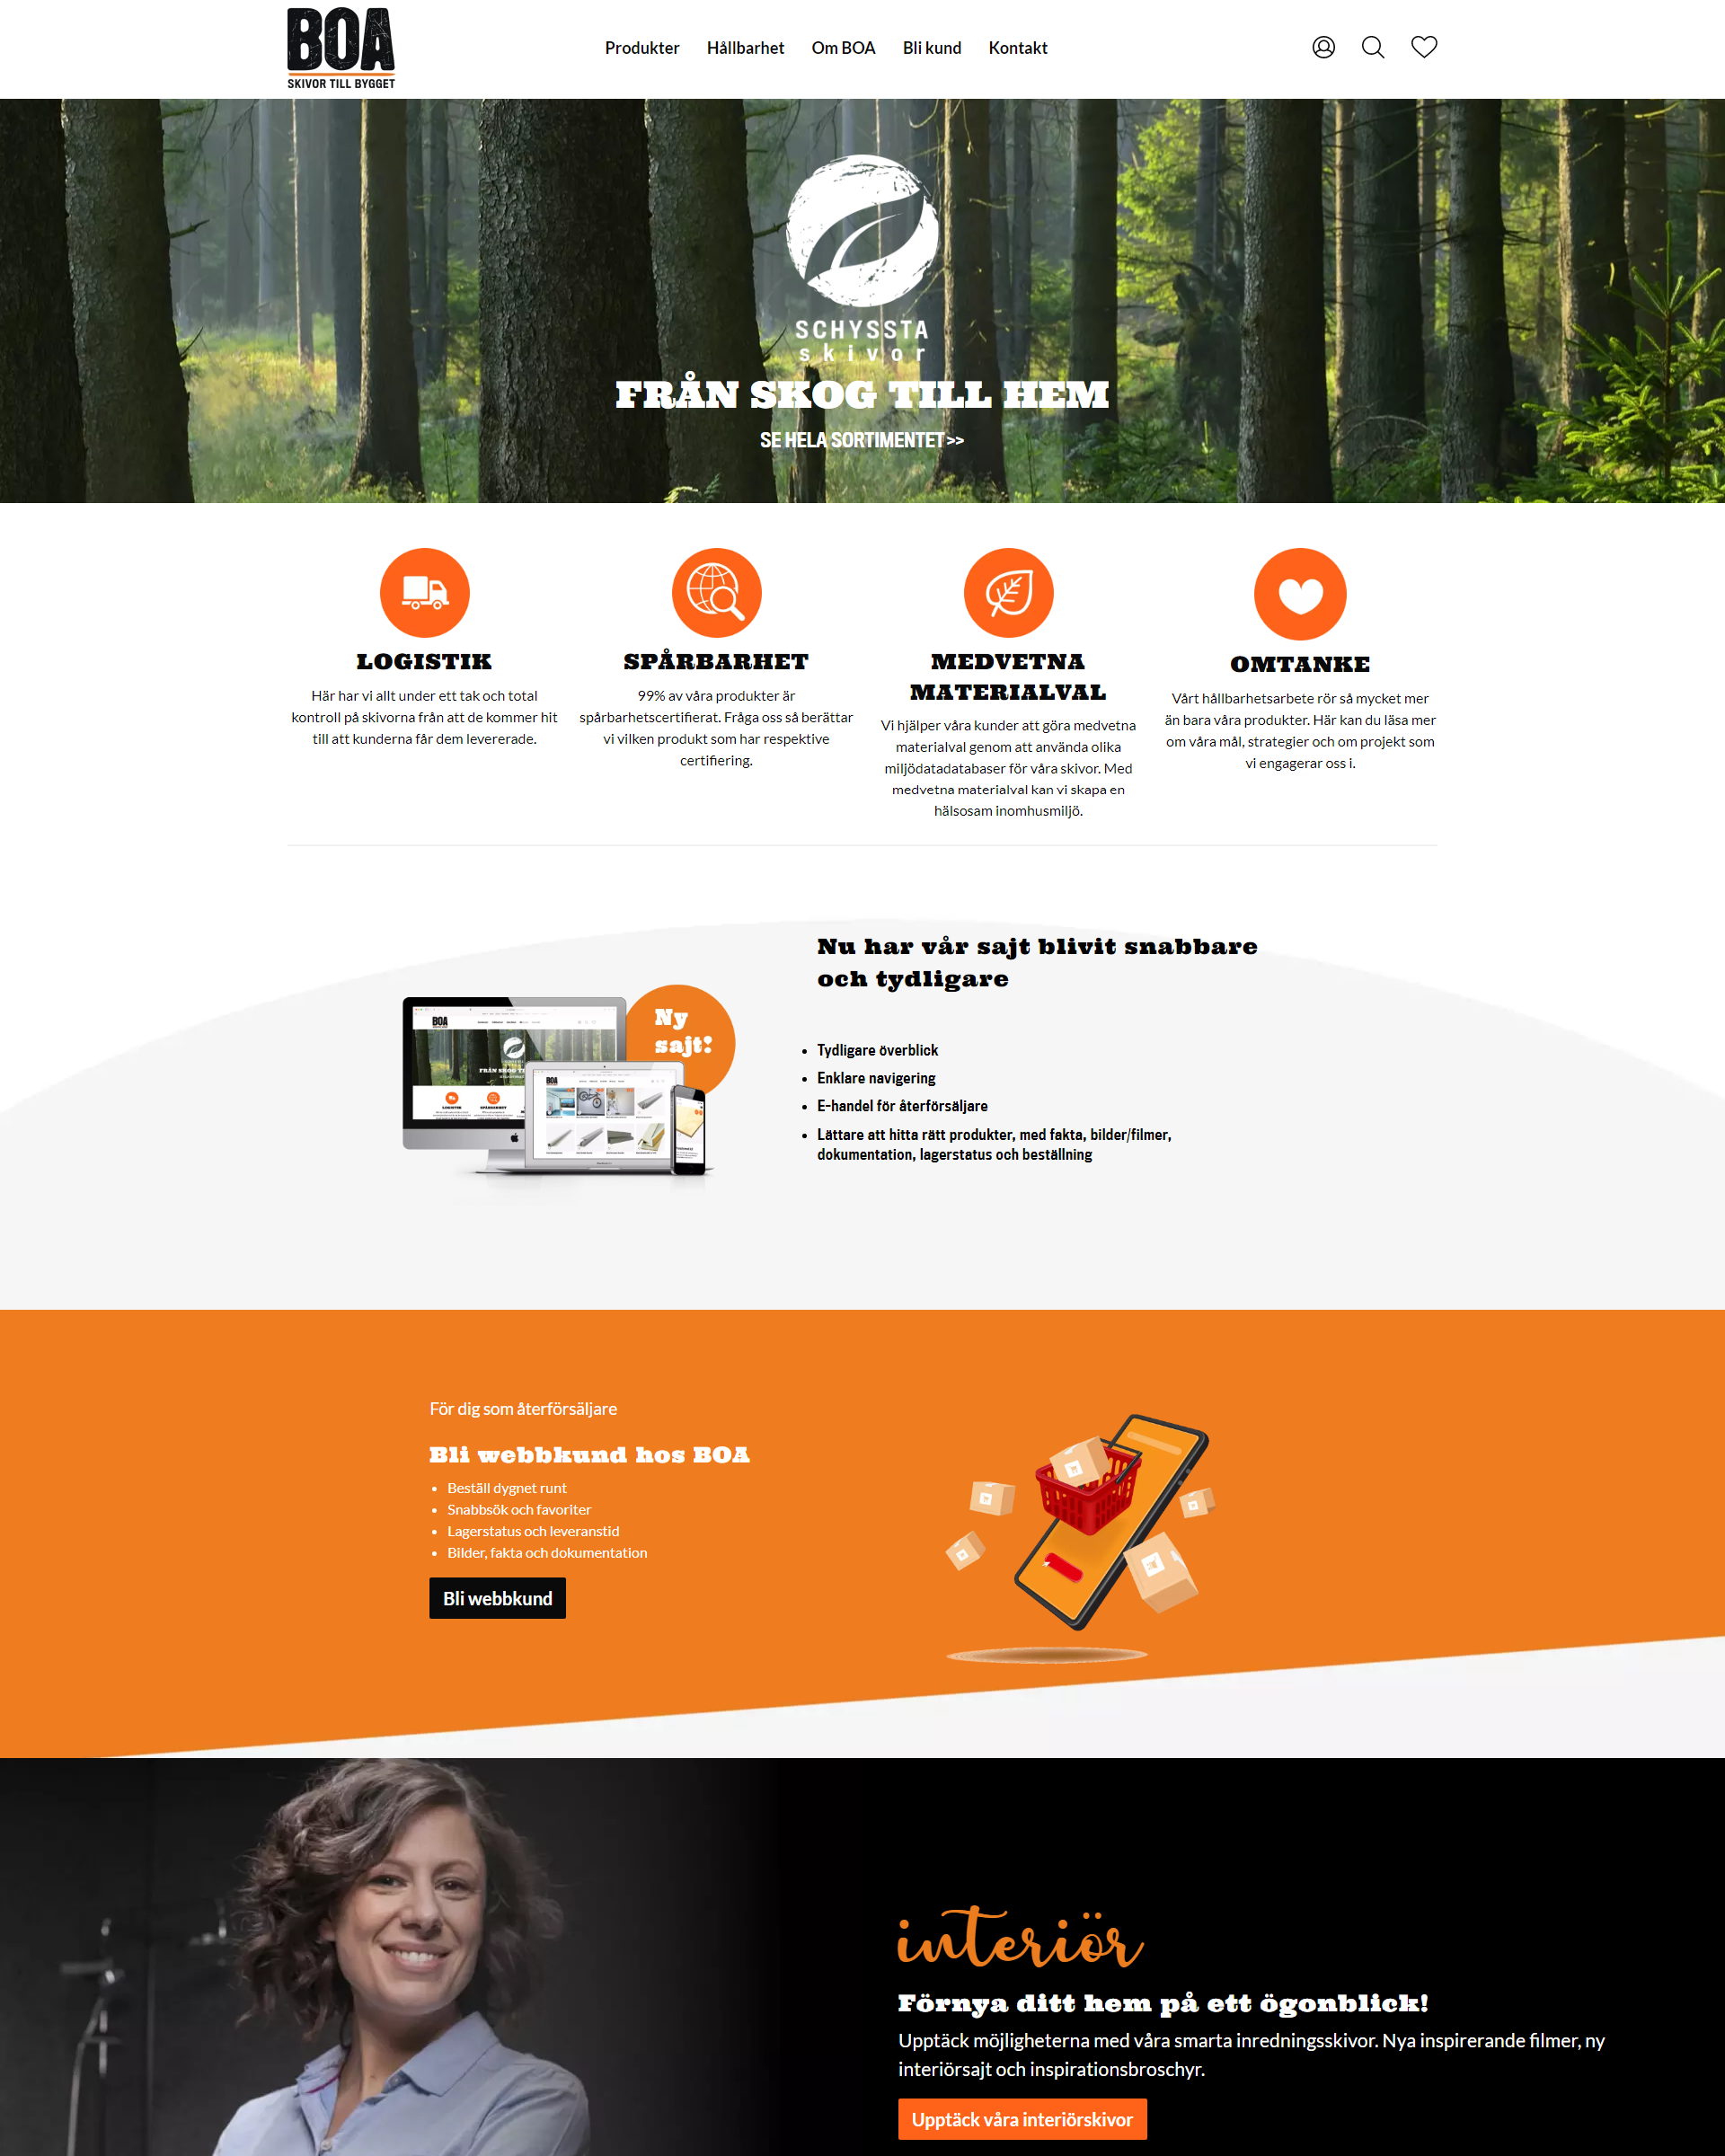 BOA
SKIVOR TILL BYGGET
Produkter Hållbarhet Om BOA Bli kund Kontakt
SCHYSSTA
skivor
FRÅN SKOG TILL HEM
SE HELA SORTIMENTET>>
LOGISTIK
Här har vi allt under ett tak och total
kontroll på skivorna från att de kommer hit
till att kunderna får dem levererade.
SPÅRBARHET
99% av våra produkter är
spårbarhetscertifierat. Fråga oss så berättar
vi vilken produkt som har respektive
certifiering.
MEDVETNA
MATERIALVAL
Vi hjälper våra kunder att göra medvetna
materialval genom att använda olika
miljödatadatabaser för våra skivor. Med
medvetna materialval kan vi skapa en
hälsosam inomhusmiljö.
OMTANKE
Vårt hållbarhetsarbete rör så mycket mer
än bara våra produkter. Här kan du läsa mer
om våra mål, strategier och om projekt som
vi engagerar oss i.
Ny
sajt!
BOA
LOGISTIK
SPÅRBARHET
BOA
Nu har vår sajt blivit snabbare
och tydligare
• Tydligare överblick
• Enklare navigering
• E-handel för återförsäljare
• Lättare att hitta rätt produkter, med fakta, bilder/filmer,
dokumentation, lagerstatus och beställning
För dig som återförsäljare
Bli webbkund hos BOA
• Beställ dygnet runt
• Snabbsök och favoriter
• Lagerstatus och leveranstid
• Bilder, fakta och dokumentation
Bli webbkund
interiör
Förnya ditt hem på ett ögonblick!
Upptäck möjligheterna med våra smarta inredningsskivor. Nya inspirerande filmer, ny
interiörsajt och inspirationsbroschyr.
Upptäck våra interiörskivor